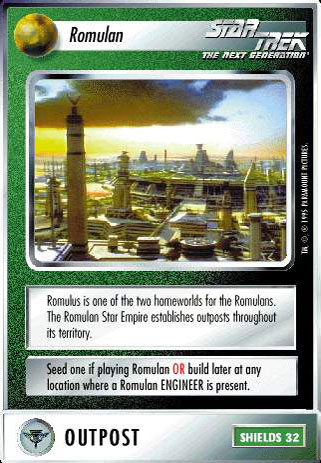 Romulan
STAR TREK
THE NEXT GENERATION®
TM, ©, ® 1995 PARAMOUNT PICTURES.
Romulus is one of the two homeworlds for the Romulans.
The Romulan Star Empire establishes outposts throughout
its territory.
Seed one if playing Romulan OR build later at any
location where a Romulan ENGINEER is present.
OUTPOST
SHIELDS 32